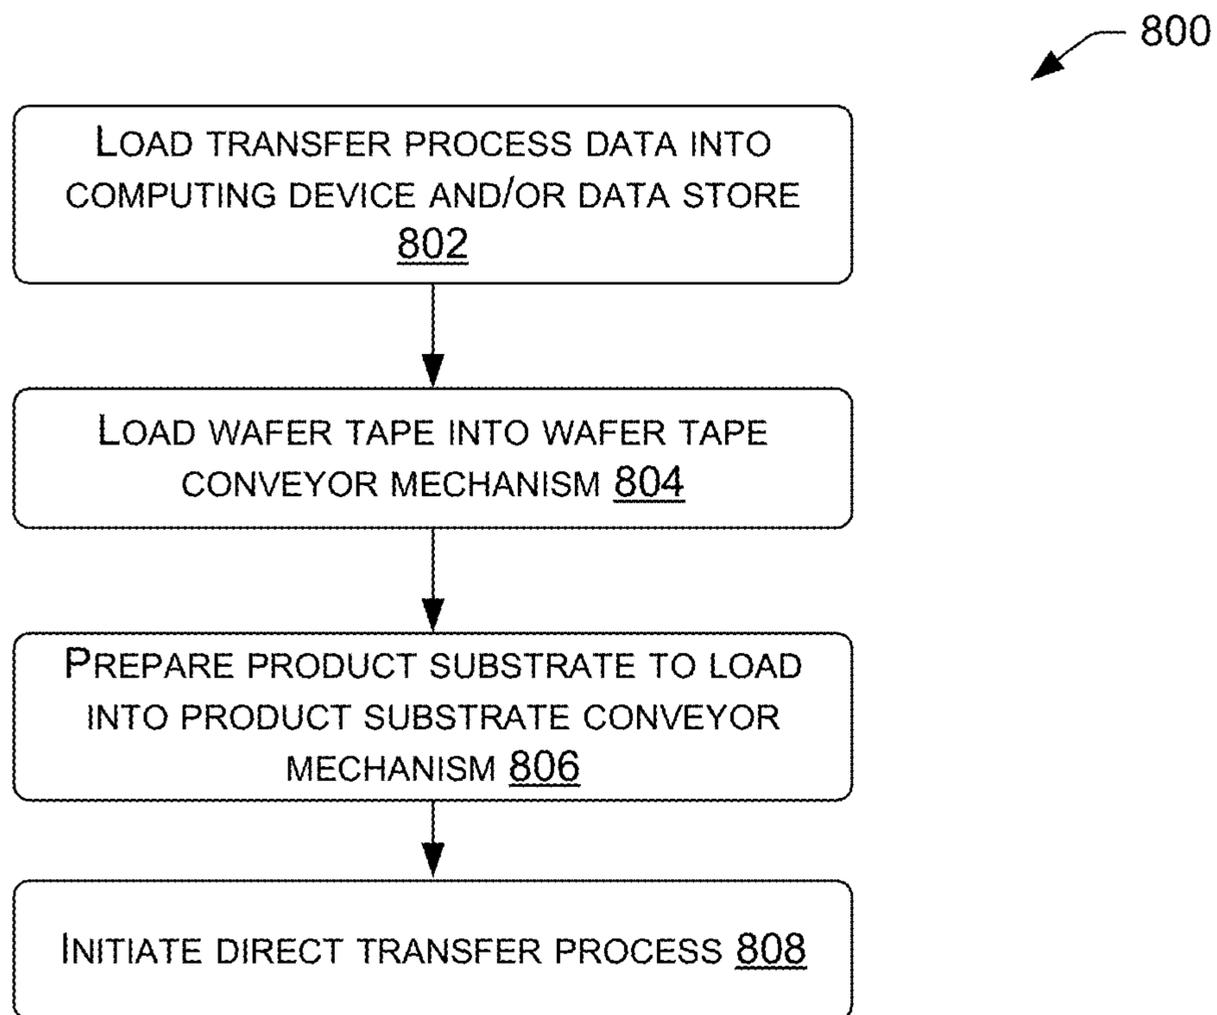 800
LOAD TRANSFER PROCESS DATA INTO
COMPUTING DEVICE AND/OR DATA STORE
802
LOAD WAFER TAPE INTO WAFER TAPE
CONVEYOR MECHANISM 804
PREPARE PRODUCT SUBSTRATE TO LOAD
INTO PRODUCT SUBSTRATE CONVEYOR
MECHANISM 806
INITIATE DIRECT TRANSFER PROCESS 808